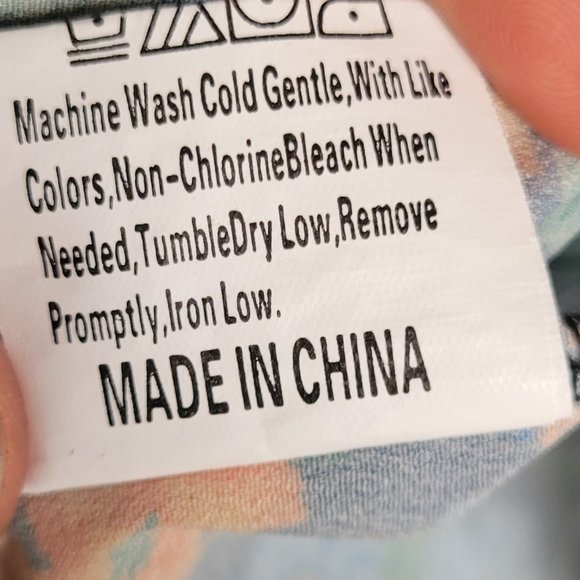 Machine Wash Cold Gentle,With Like
Colors,Non-ChlorineBleach When
Needed,TumbleDry Low,Remove
Promptly,Iron Low.
MADE IN CHINA